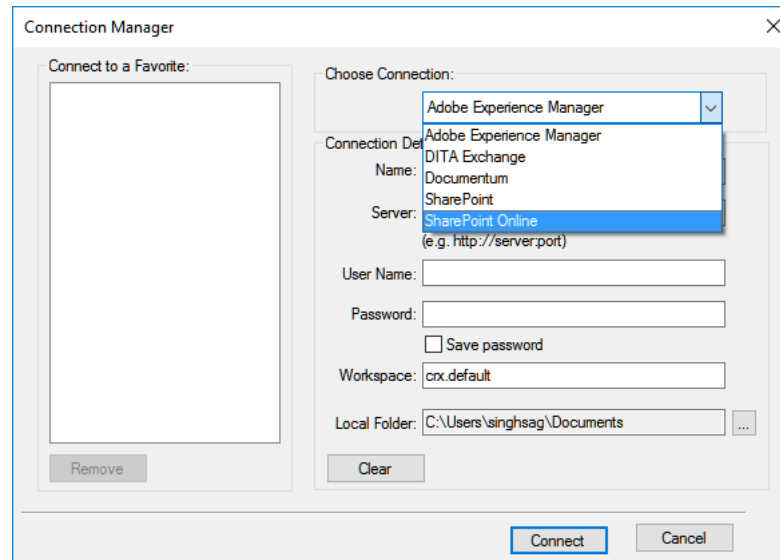 Connection Manager
Connect to a Favorite:
Remove
Choose Connection:
Adobe Experience Manager
Adobe Experience Manager
DITA Exchange
Documentum
SharePoint
SharePoint Online
Connection Det
Name:
Server:
(e.g. http://server:port)
User Name:
Password:
Save password
Workspace: crx.default
Local Folder: C:\Users\singhsag\Documents ...
Clear
Connect Cancel